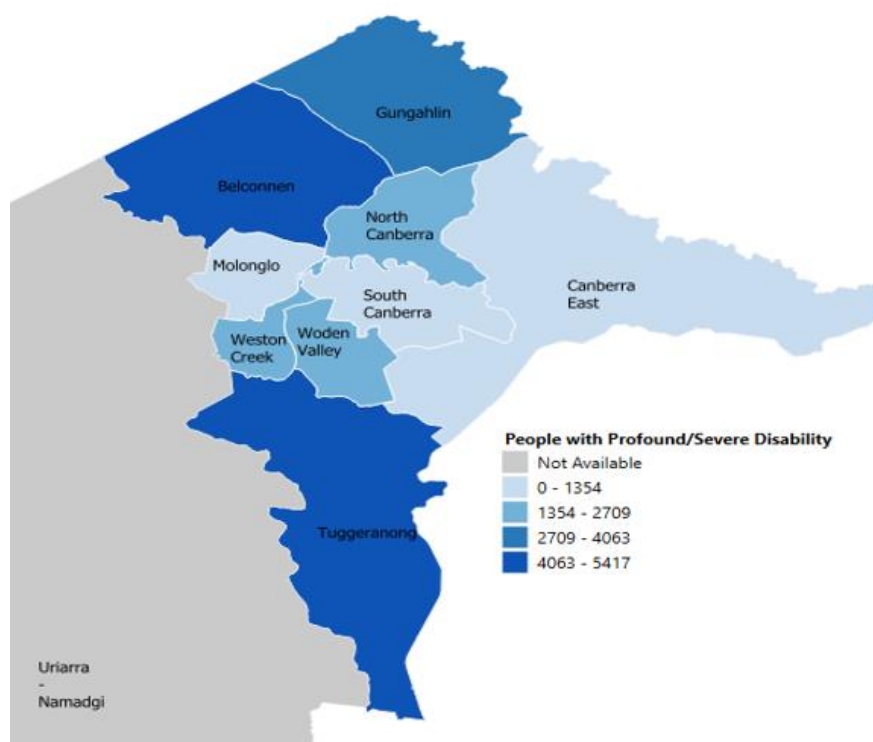 Gungahlin
Belconnen
North
Canberra
Molonglo
Canberra
East
South
Canberra
Weston
Creek
Woden
Valley
People with Profound/Severe Disability
Not Available
0 - 1354
1354 - 2709
2709 - 4063
4063 - 5417
Tuggeranong
Uriarra
-
Namadgi